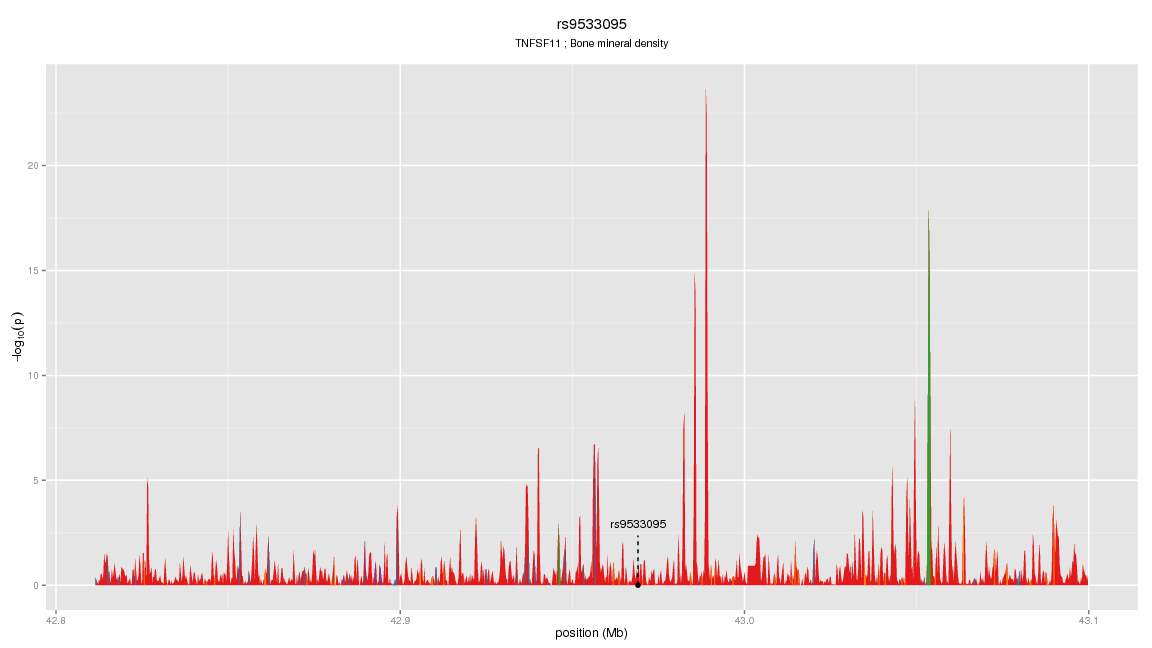 rs9533095
TNFSF11 ; Bone mineral density
20
15
10
5
0
−log10(p)
rs9533095
42.8
42.9
43.0
43.1
position (Mb)